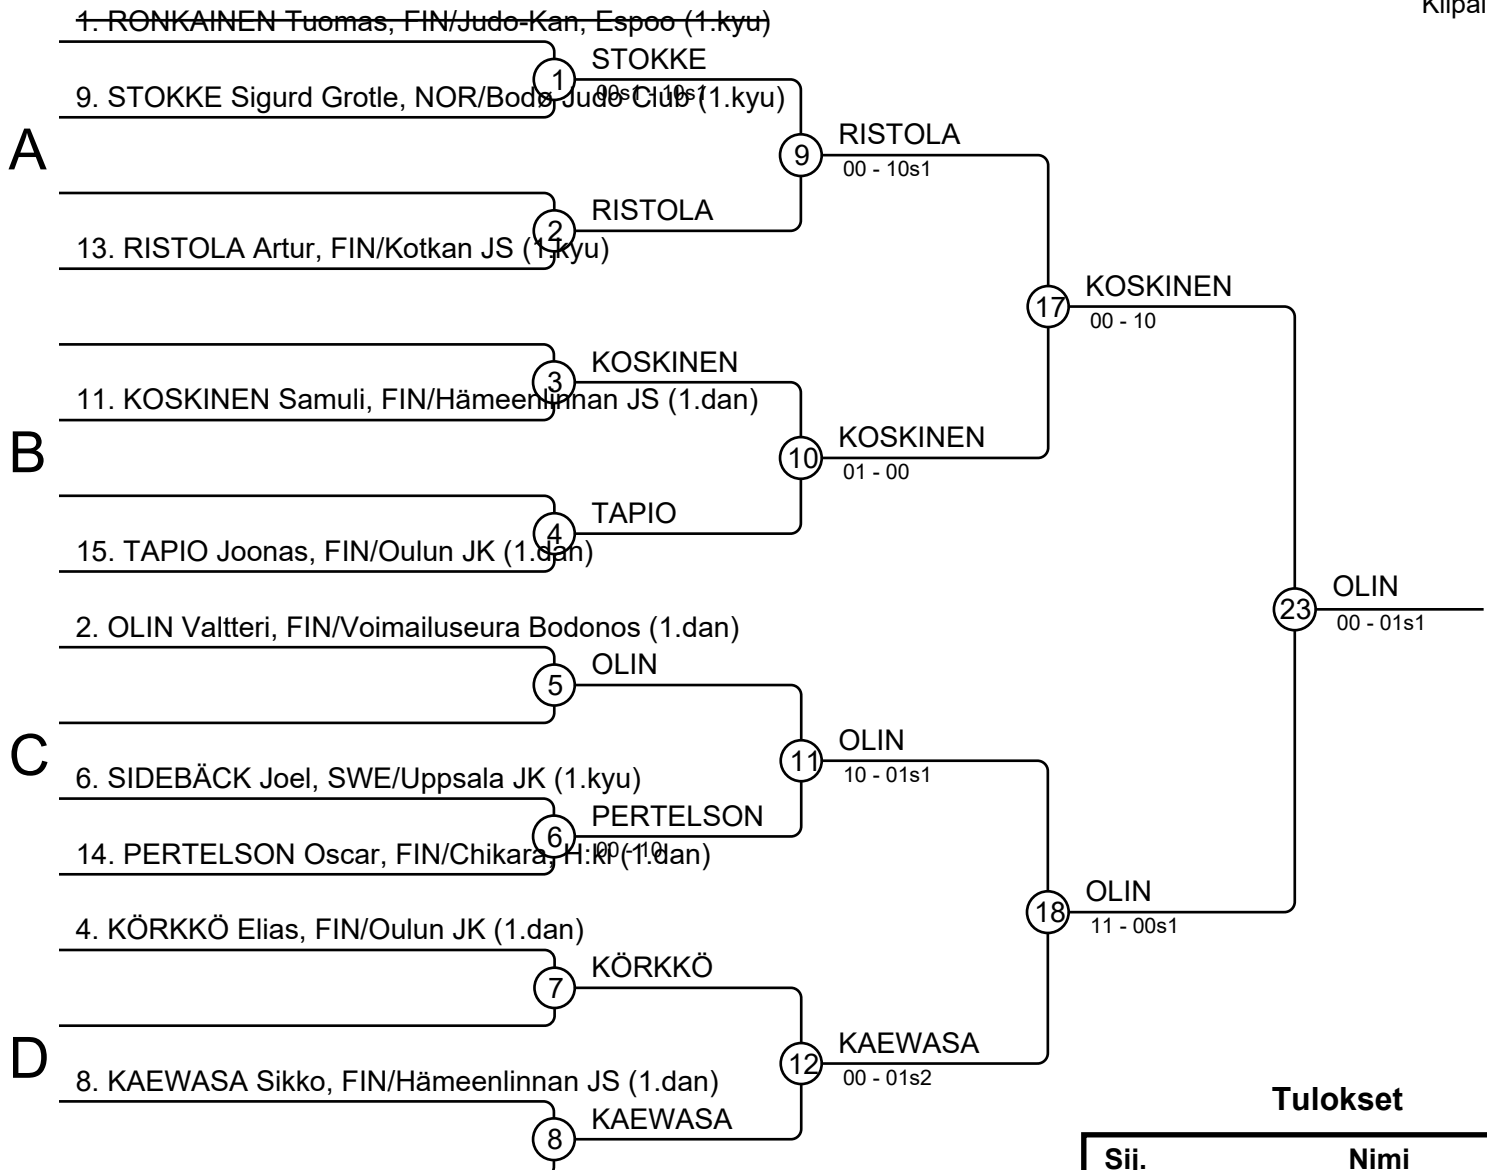 Kilpai
1. RONKAINEN Tuomas, FIN/Judo-Kan, Espoo (1.kyu)
1
STOKKE
00s1 - 10s1
9. STOKKE Sigurd Grotle, NOR/Bodø Judo Club (1.kyu)
A
9
RISTOLA
00 - 10s1
2
RISTOLA
13. RISTOLA Artur, FIN/Kotkan JS (1.kyu)
17
KOSKINEN
00 - 10
3
KOSKINEN
11. KOSKINEN Samuli, FIN/Hämeenlinnan JS (1.dan)
B
10
KOSKINEN
01 - 00
4
TAPIO
15. TAPIO Joonas, FIN/Oulun JK (1.dan)
23
OLIN
00 - 01s1
2. OLIN Valtteri, FIN/Voimailuseura Bodonos (1.dan)
5
OLIN
C
11
OLIN
10 - 01s1
6. SIDEBÄCK Joel, SWE/Uppsala JK (1.kyu)
6
PERTELSON
00 - 10
14. PERTELSON Oscar, FIN/Chikara, H:ki (1.dan)
18
OLIN
11 - 00s1
4. KÖRKKÖ Elias, FIN/Oulun JK (1.dan)
7
KÖRKKÖ
D
12
KAEWASA
00 - 01s2
8. KAEWASA Sikko, FIN/Hämeenlinnan JS (1.dan)
8
KAEWASA
Tulokset
Sij. Nimi